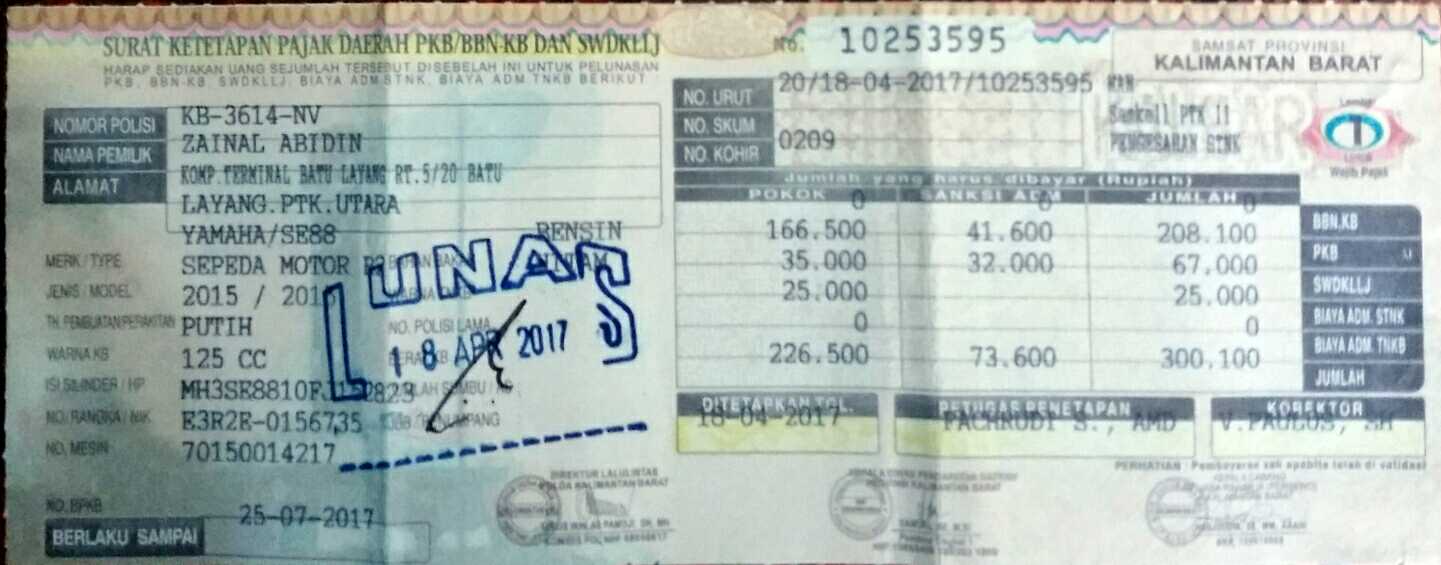 SURAT KETETAPAN PAJAK DAERAH PKB/BBN-KB DAN SWDKLLJ
HARAP SEDIAKAN UANG SEJUMLAH TERSEBUT DISEBELAH INI UNTUK PELUNASAN
PKB, BBN-KB, SWDKLLJ, BIAYA ADM STNK, BIAYA ADM TNKB BERIKUT
No. 10253595
SAMSAT PROVINSI
KALIMANTAN BARAT
NOMOR POLISI KB-3614-NV
NAMA PEMILIK ZAINAL ABIDIN
ALAMAT KOMP.TERMINAL BATU LAYANG RT.5/20 BATU
LAYANG.PTK.UTARA
NO. URUT 20/18-04-2017/10253595
NO. SKUM
NO. KOHIR 0209
PTK II
PENGESAHAN STNK
Wajib Pajak
MERK / TYPE YAMAHA/SE88 BENSIN
JENIS / MODEL SEPEDA MOTOR
TH. PEMBUATAN/PERAKITAN 2015 /
WARNA KB PUTIH NO. POLISI LAMA
ISI SILINDER / HP 125 CC
NO. RANGKA / NIK
NO. MESIN E3R2E-0156735
NO. BPKB 70150014217
LUNAS
18 APR 2017
BERLAKU SAMPAI 25-07-2017
Jumlah yang harus dibayar (Rupiah)
POKOK SANKSI ADM JUMLAH
0 0 0 BBN.KB
166.500 41.600 208.100 PKB
35.000 32.000 67.000 SWDKLLJ
25.000 25.000 BIAYA ADM. STNK
0 0 BIAYA ADM. TNKB
226.500 73.600 300.100 JUMLAH
DITETAPKAN TGL. 18-04-2017
PETUGAS PENETAPAN FACHRUDI S., AMD
KOREKTOR V.PAULUS, SH
PERHATIAN : Pembayaran sah apabila telah di validasi
DIREKTUR LALULINTAS
POLDA KALIMANTAN BARAT
KALIMANTAN BARAT